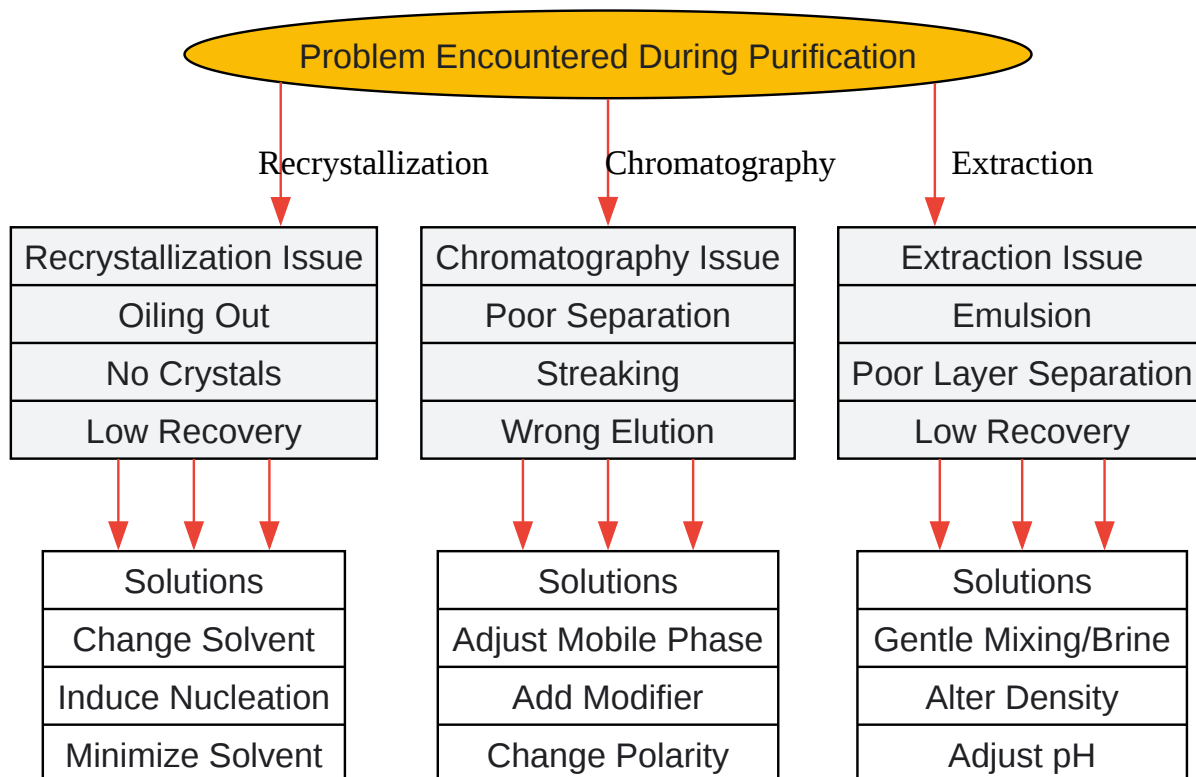 Problem Encountered During Purification
Recrystallization
Chromatography
Extraction
Recrystallization Issue
Oiling Out
No Crystals
Low Recovery
Chromatography Issue
Poor Separation
Streaking
Wrong Elution
Extraction Issue
Emulsion
Poor Layer Separation
Low Recovery
Solutions
Change Solvent
Induce Nucleation
Minimize Solvent
Solutions
Adjust Mobile Phase
Add Modifier
Change Polarity
Solutions
Gentle Mixing/Brine
Alter Density
Adjust pH